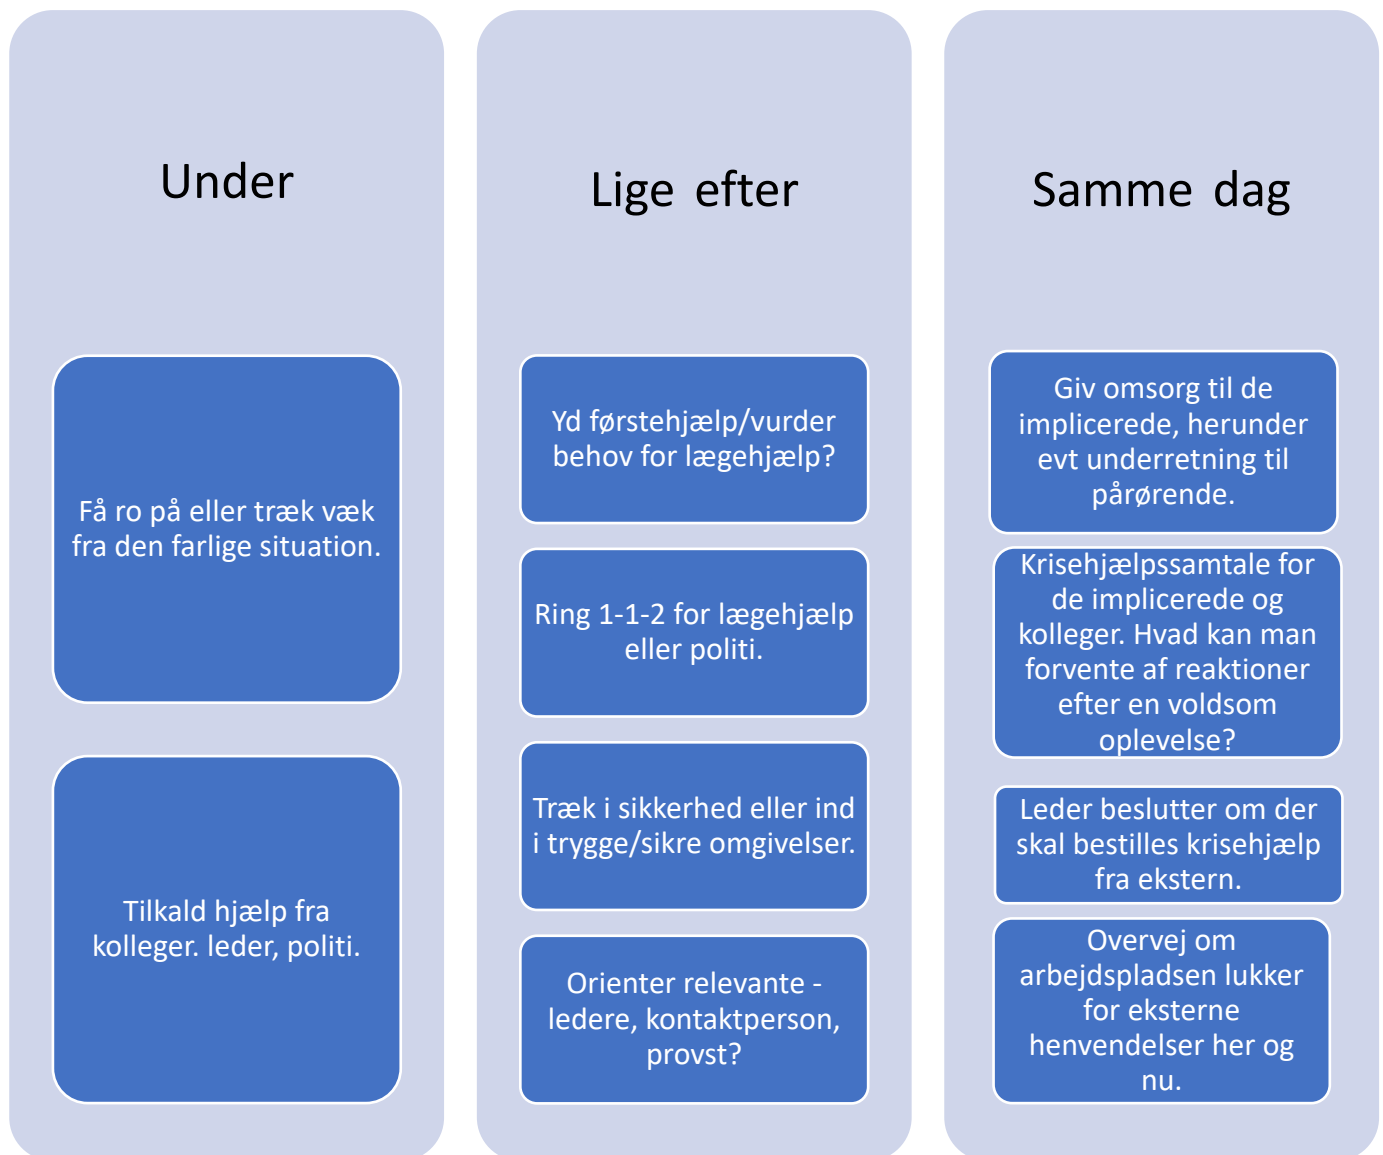 Under
Få ro på eller træk væk
fra den farlige situation.
Tilkald hjælp fra
kolleger. leder, politi.
Lige efter
Yd førstehjælp/vurder
behov for lægehjælp?
Ring 1-1-2 for lægehjælp
eller politi.
Træk i sikkerhed eller ind
i trygge/sikre omgivelser.
Orienter relevante -
ledere, kontaktperson,
provst?
Samme dag
Giv omsorg til de
implicerede, herunder
evt underretning til
pårørende.
Krisehjælpssamtale for
de implicerede og
kolleger. Hvad kan man
forvente af reaktioner
efter en voldsom
oplevelse?
Leder beslutter om der
skal bestilles krisehjælp
fra ekstern.
Overvej om
arbejdspladsen lukker
for eksterne
henvendelser her og
nu.